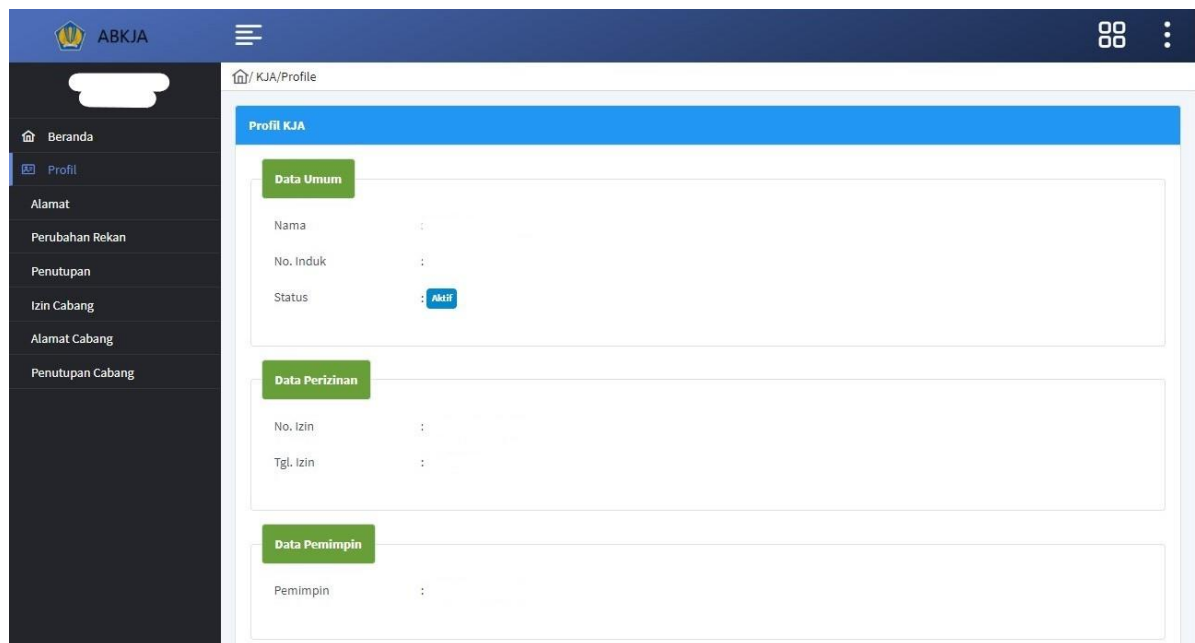 ABKJA
/ KJA/Profile
Beranda
Profil
Alamat
Perubahan Rekan
Penutupan
Izin Cabang
Alamat Cabang
Penutupan Cabang
Profil KJA
Data Umum
Nama :
No. Induk :
Status : Aktif
Data Perizinan
No. Izin :
Tgl. Izin :
Data Pemimpin
Pemimpin :